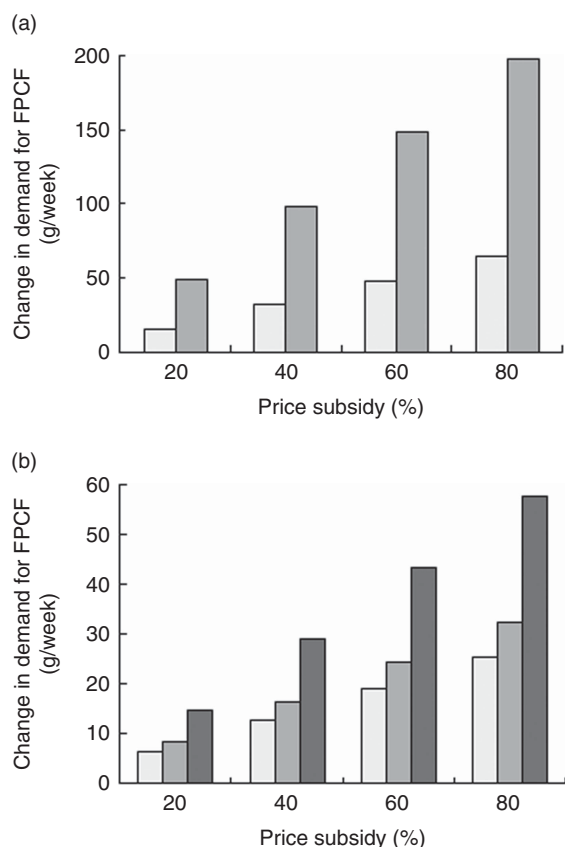 (a)
200
150
100
50
0
Change in demand for FPCF
(g/week)
20 40 60 80
Price subsidy (%)
(b)
60
50
40
30
20
10
0
Change in demand for FPCF
(g/week)
20 40 60 80
Price subsidy (%)